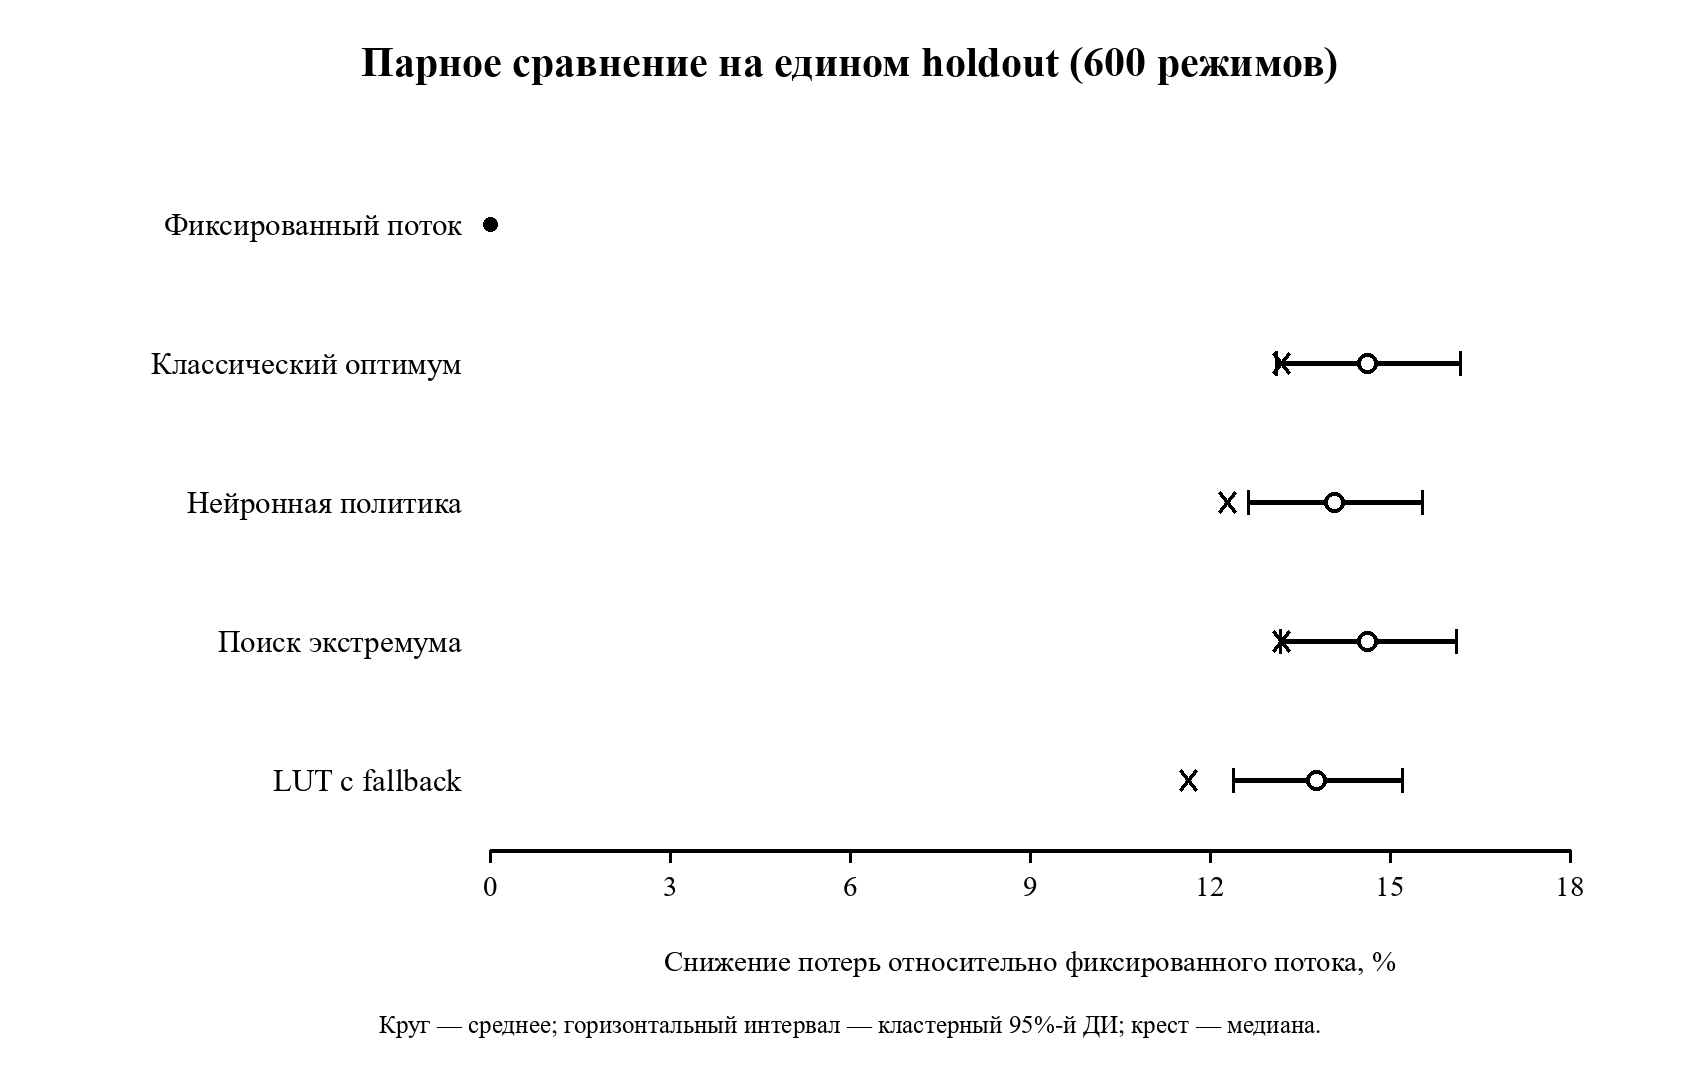 Парное сравнение на едином holdout (600 режимов)
Фиксированный поток
Классический оптимум
Нейронная политика
Поиск экстремума
LUT с fallback
0 3 6 9 12 15 18
Снижение потерь относительно фиксированного потока, %
Круг — среднее; горизонтальный интервал — кластерный 95%-й ДИ; крест — медиана.